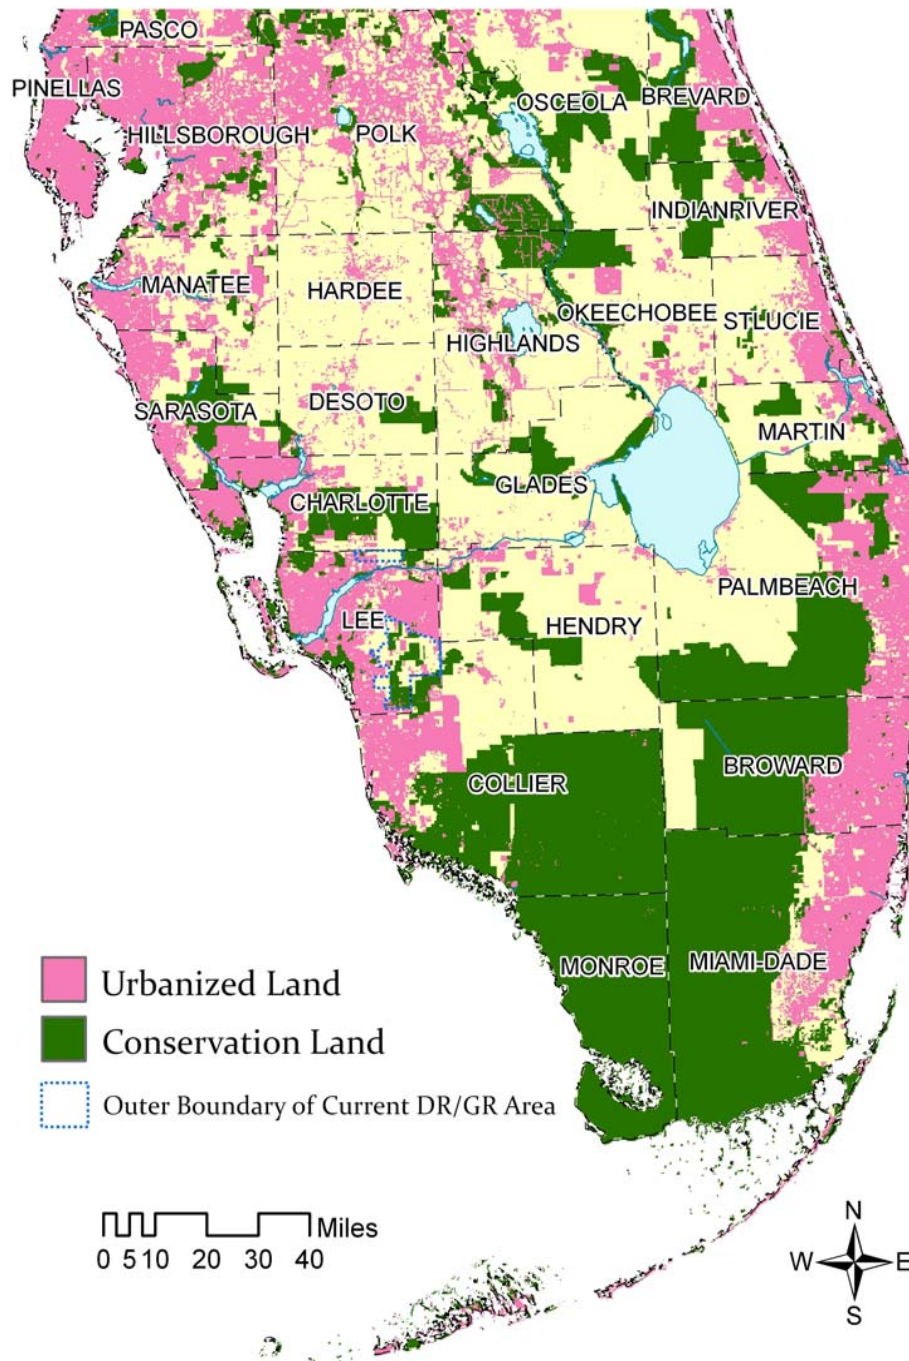 PASCO
PINELLAS
OSCEOLA
BREVARD
HILLSBOROUGH
POLK
INDIANRIVER
MANATEE
HARDEE
OKEECHOBEE
STLUCIE
HIGHLANDS
SARASOTA
DESOTO
MARTIN
CHARLOTTE
GLADES
PALMBEACH
LEE
HENDRY
COLLIER
BROWARD
MONROE
MIAMI-DADE
Urbanized Land
Conservation Land
Outer Boundary of Current DR/GR Area
Miles
0 5 10 20 30 40
N
W E
S